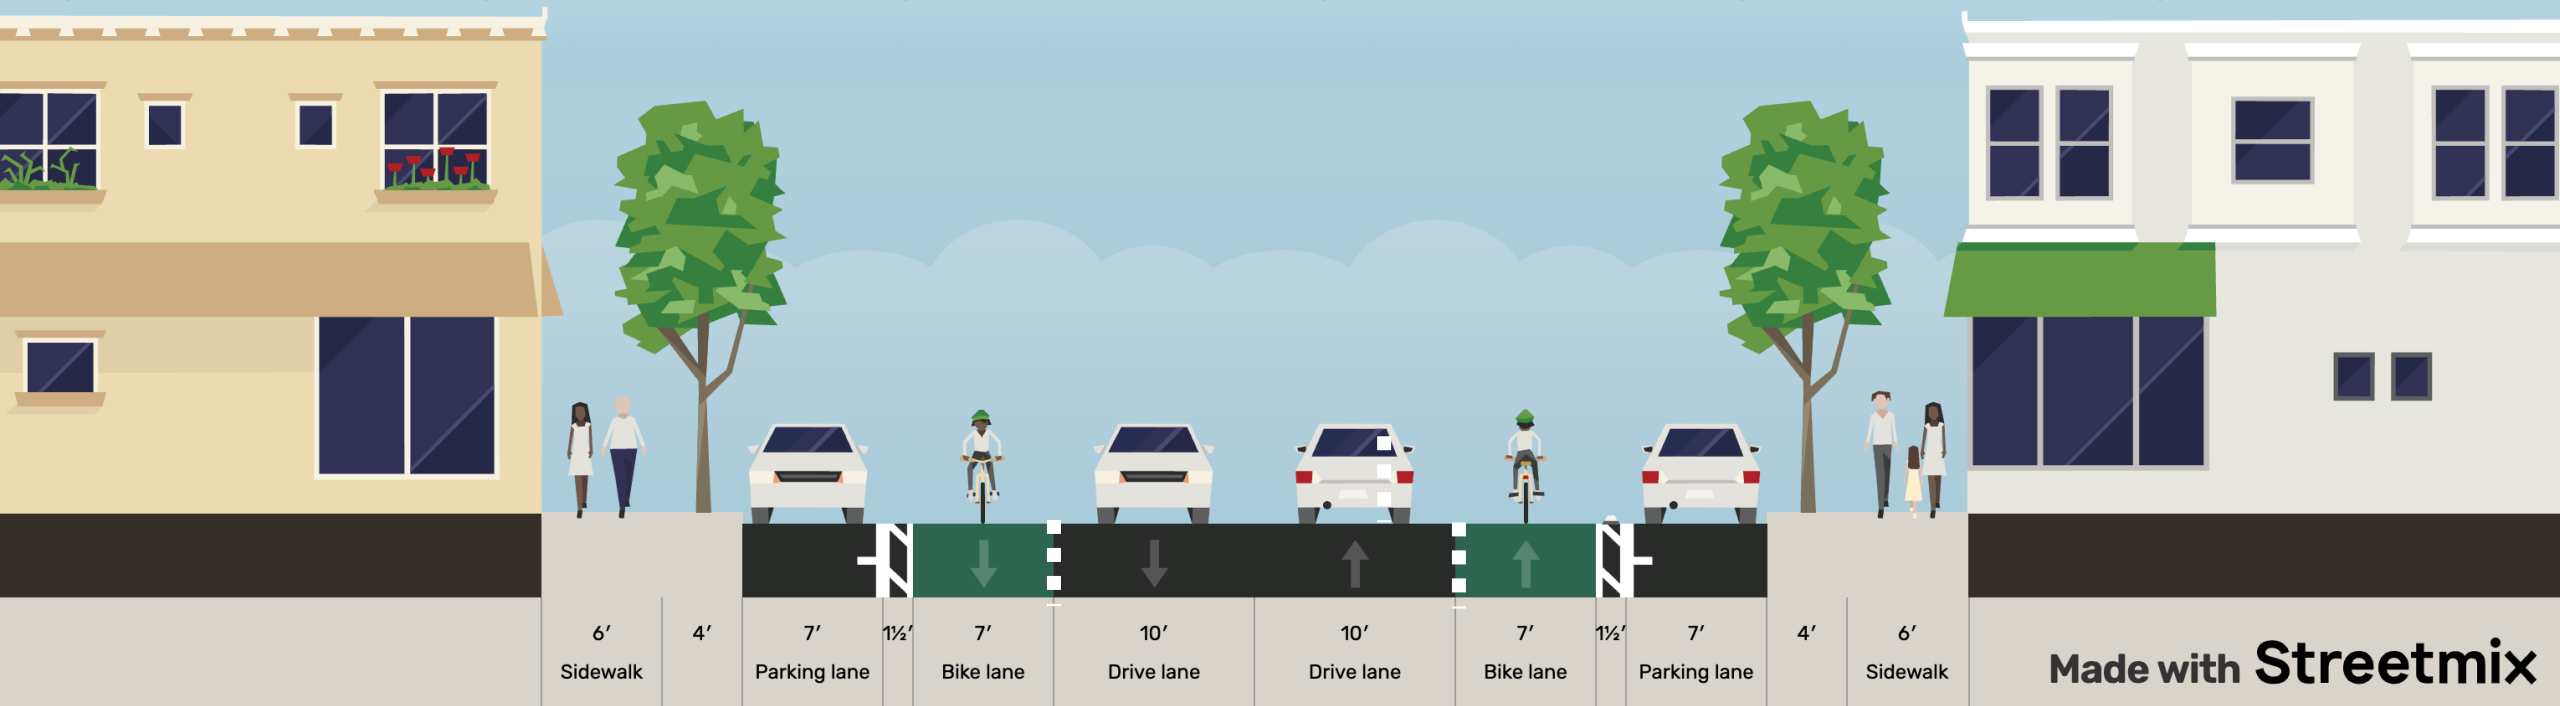 6′ 4′ 7′ 1½′ 7′ 10′ 10′ 7′ 1½′ 7′ 4′ 6′
Sidewalk Parking lane Bike lane Drive lane Drive lane Bike lane Parking lane Sidewalk
Made with Streetmix